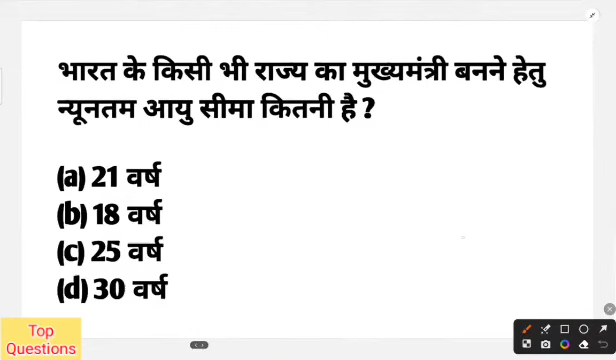 भारत के किसी भी राज्य का मुख्यमंत्री बनने हेतु
न्यूनतम आयु सीमा कितनी है ?
(a) 21 वर्ष
(b) 18 वर्ष
(c) 25 वर्ष
(d) 30 वर्ष
Top
Questions